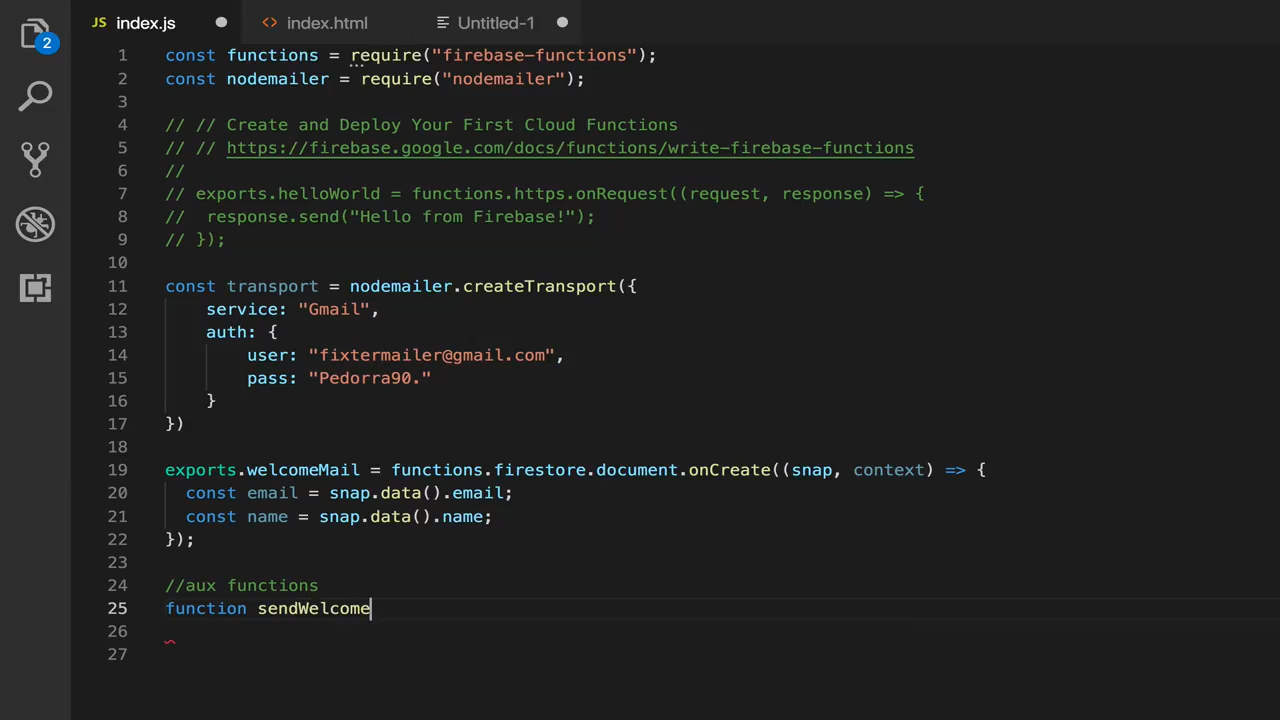 JS index.js
<> index.html
Untitled-1
2
1 const functions = require("firebase-functions");
2 const nodemailer = require("nodemailer");
3
4 // // Create and Deploy Your First Cloud Functions
5 // // https://firebase.google.com/docs/functions/write-firebase-functions
6 //
7 // exports.helloWorld = functions.https.onRequest((request, response) => {
8 //  response.send("Hello from Firebase!");
9 // });
10
11 const transport = nodemailer.createTransport({
12     service: "Gmail",
13     auth: {
14         user: "fixtermailer@gmail.com",
15         pass: "Pedorra90."
16     }
17 })
18
19 exports.welcomeMail = functions.firestore.document.onCreate((snap, context) => {
20   const email = snap.data().email;
21   const name = snap.data().name;
22 });
23
24 //aux functions
25 function sendWelcome
26
27